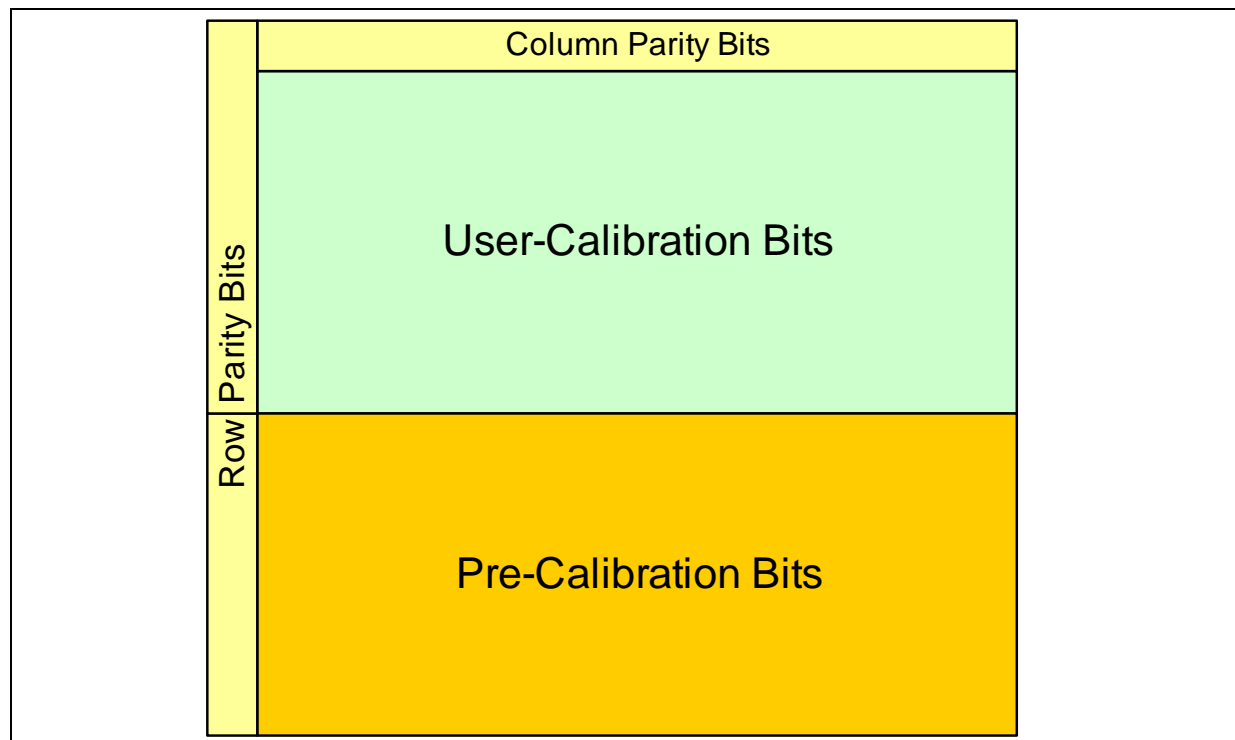 Column Parity Bits
User-Calibration Bits
Row Parity Bits
Pre-Calibration Bits